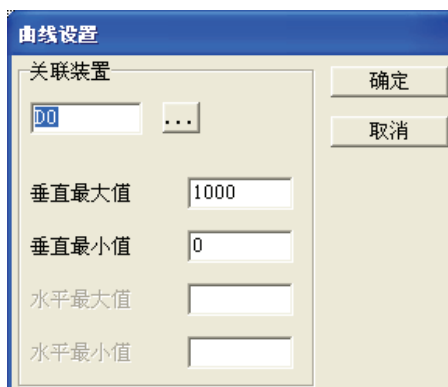 曲线设置
关联装置
确定
D0
...
取消
垂直最大值 1000
垂直最小值 0
水平最大值
水平最小值